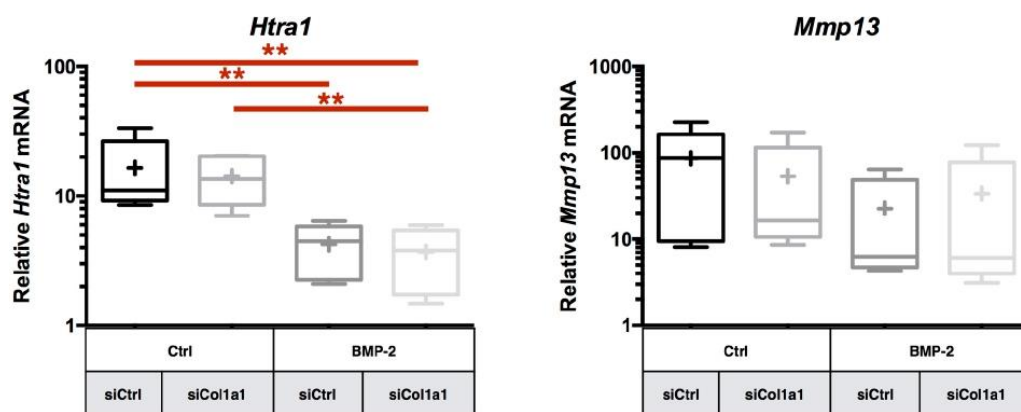 Htra1
**
**
**
Relative Htra1 mRNA
100
10
1
Ctrl BMP-2
siCtrl siCol1a1 siCtrl siCol1a1
Mmp13
Relative Mmp13 mRNA
1000
100
10
1
Ctrl BMP-2
siCtrl siCol1a1 siCtrl siCol1a1